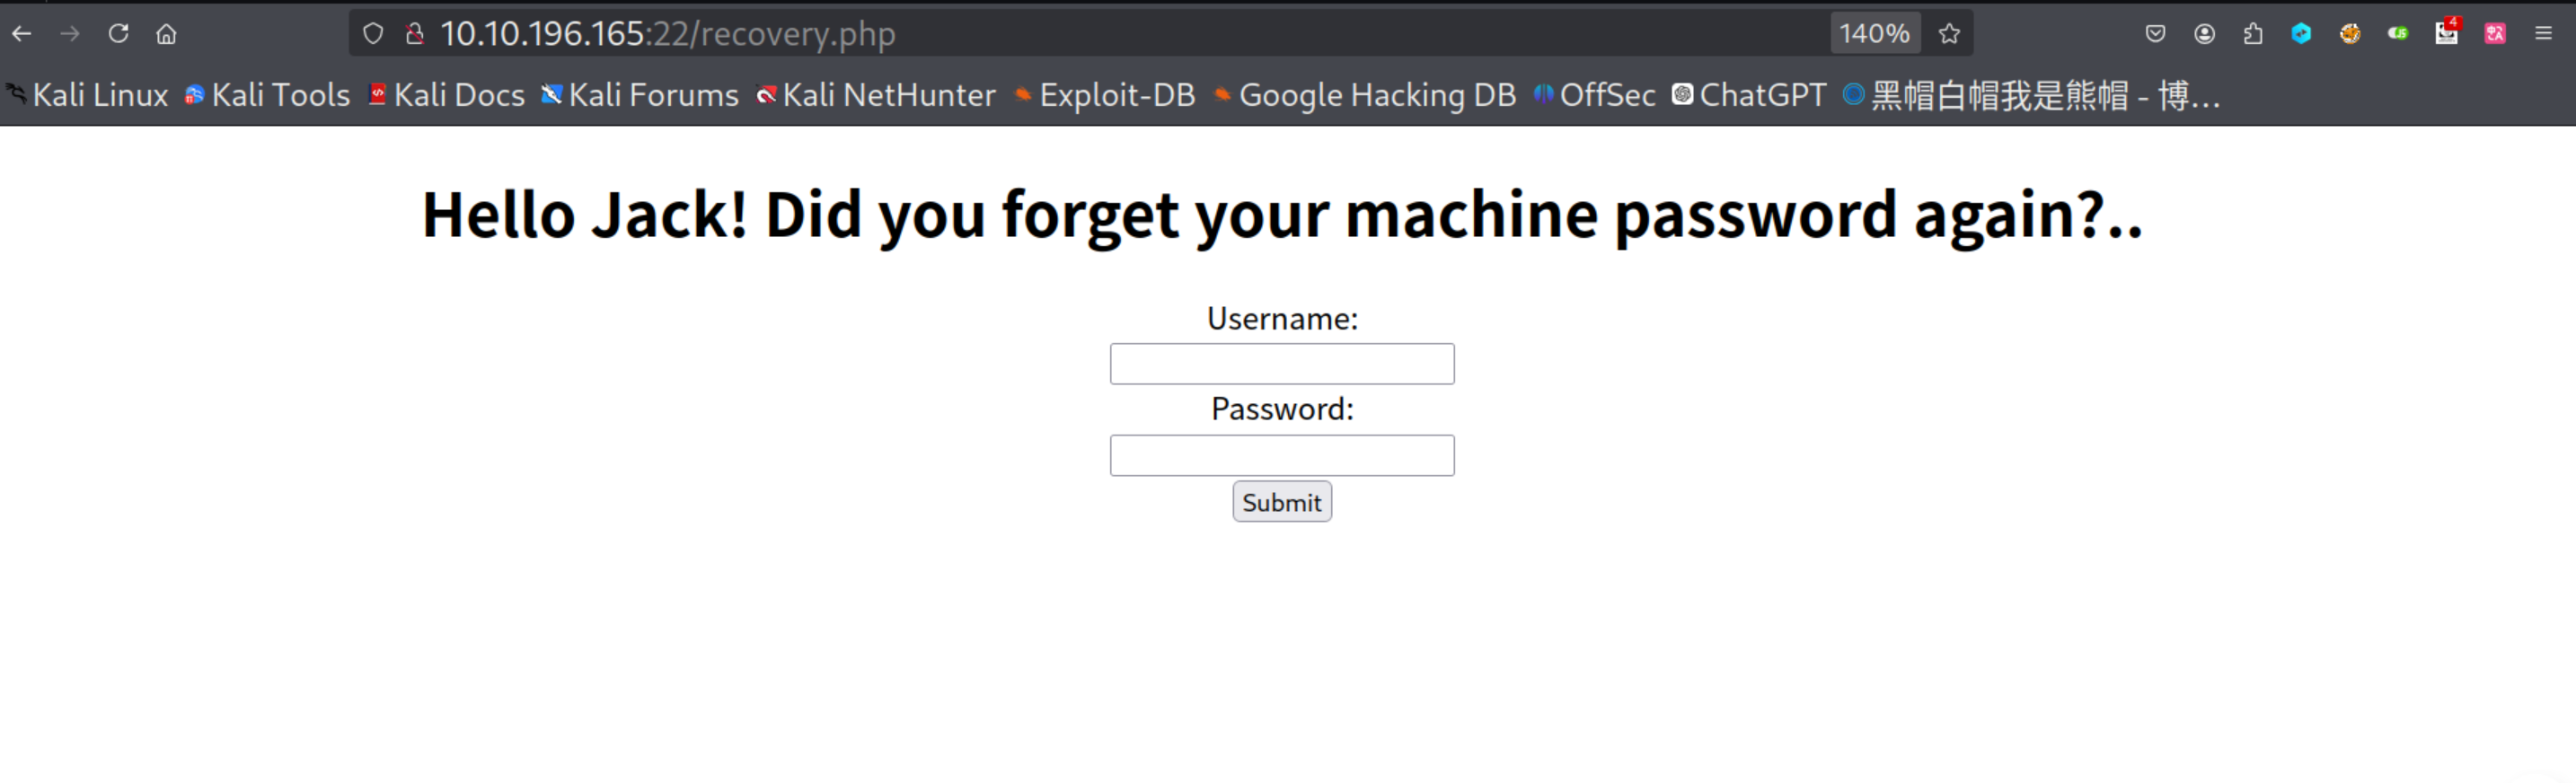 10.10.196.165:22/recovery.php 140% 4
Kali Linux Kali Tools Kali Docs Kali Forums Kali NetHunter Exploit-DB Google Hacking DB OffSec ChatGPT 黑帽白帽我是熊帽 - 博…
Hello Jack! Did you forget your machine password again?..
Username:
Password:
Submit